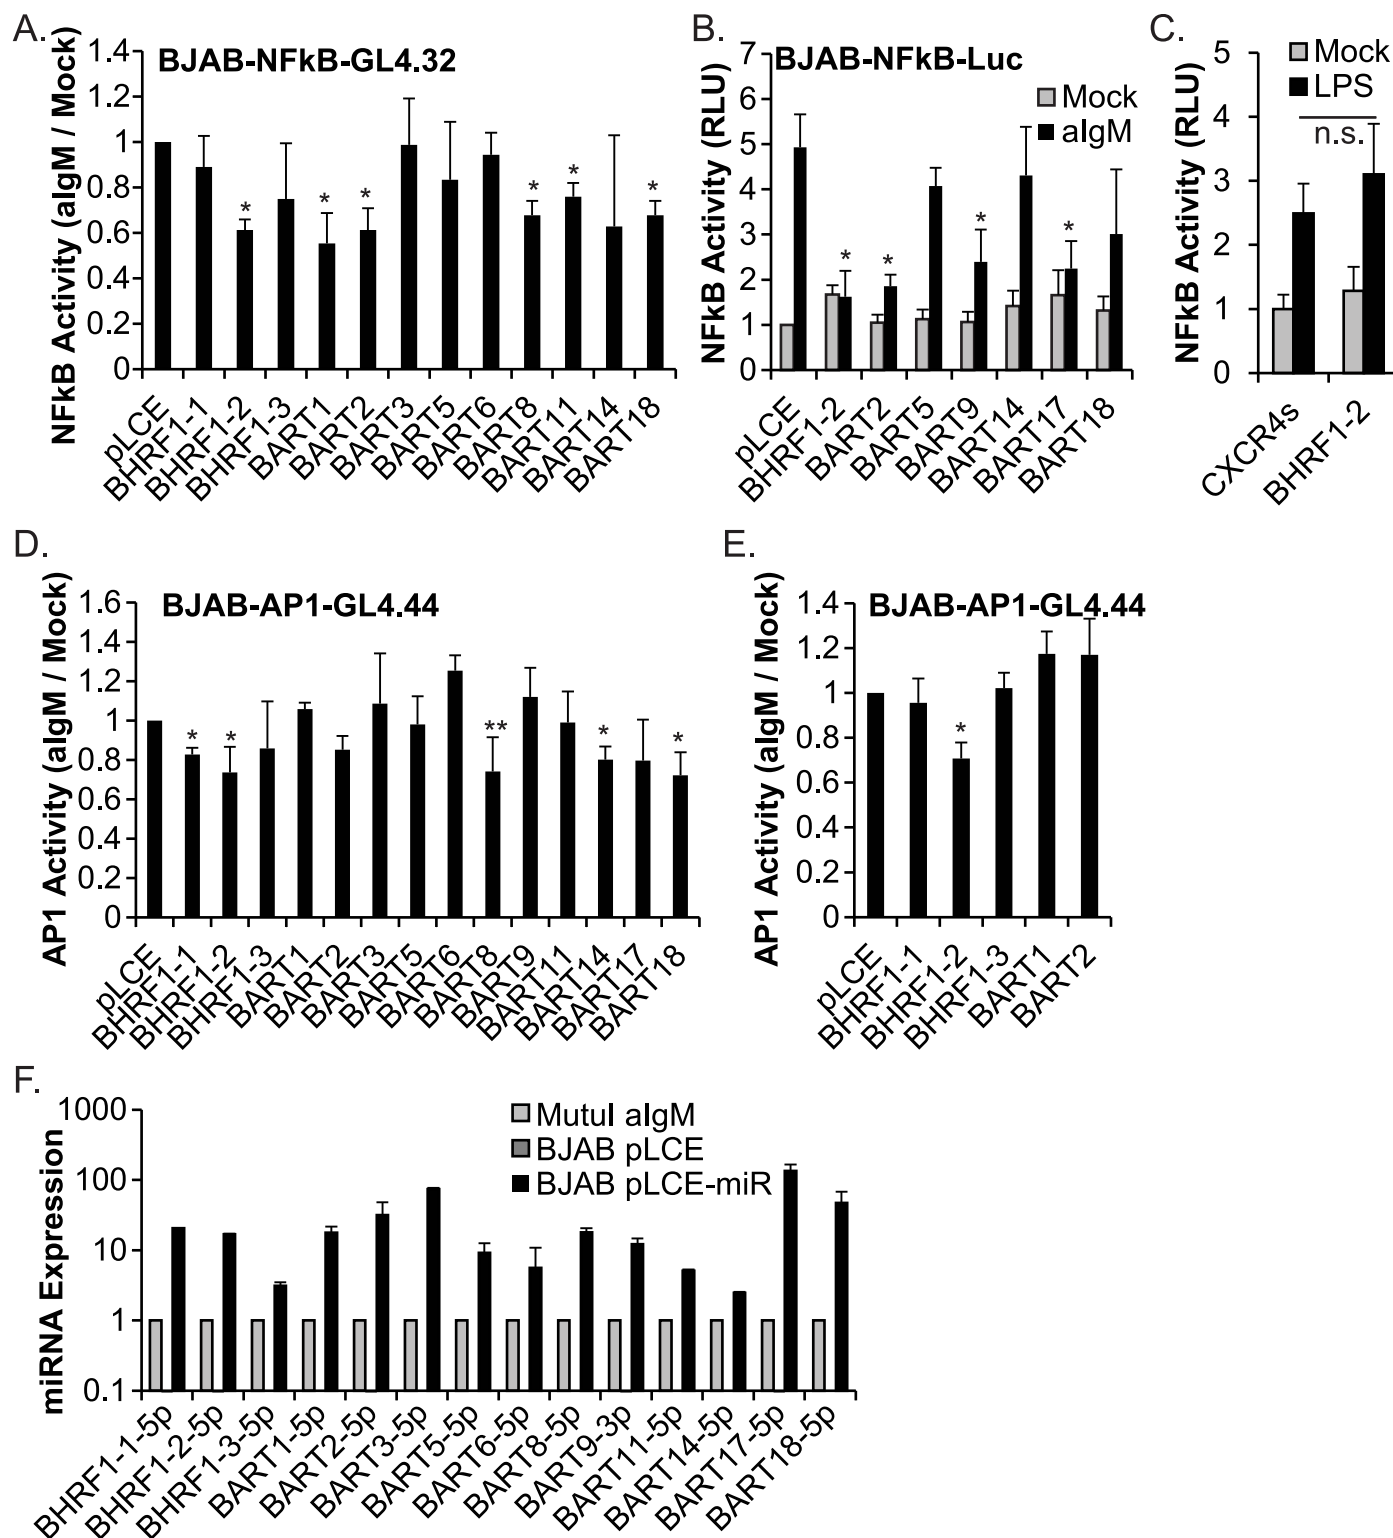 A.
BJAB-NFkB-GL4.32
NFkB Activity (aIgM / Mock)
1.4
1.2
1
0.8
0.6
0.4
0.2
0
* * * * * *
pLCE
BHRF1-1
BHRF1-2
BHRF1-3
BART1
BART2
BART3
BART5
BART6
BART8
BART11
BART14
BART18
B.
BJAB-NFkB-Luc
NFkB Activity (RLU)
7
6
5
4
3
2
1
0
Mock
aIgM
* * * *
pLCE
BHRF1-2
BART2
BART5
BART9
BART14
BART17
BART18
C.
NFkB Activity (RLU)
5
4
3
2
1
0
Mock
LPS
n.s.
CXCR4s
BHRF1-2
D.
BJAB-AP1-GL4.44
AP1 Activity (aIgM / Mock)
1.6
1.4
1.2
1
0.8
0.6
0.4
0.2
0
* * ** * *
pLCE
BHRF1-1
BHRF1-2
BHRF1-3
BART1
BART2
BART3
BART5
BART6
BART8
BART9
BART11
BART14
BART17
BART18
E.
BJAB-AP1-GL4.44
AP1 Activity (aIgM / Mock)
1.4
1.2
1
0.8
0.6
0.4
0.2
0
*
pLCE
BHRF1-1
BHRF1-2
BHRF1-3
BART1
BART2
F.
miRNA Expression
1000
100
10
1
0.1
MutuI aIgM
BJAB pLCE
BJAB pLCE-miR
BHRF1-1-5p
BHRF1-2-5p
BHRF1-3-5p
BART1-5p
BART2-5p
BART3-5p
BART5-5p
BART6-5p
BART8-5p
BART9-3p
BART11-5p
BART14-5p
BART17-5p
BART18-5p